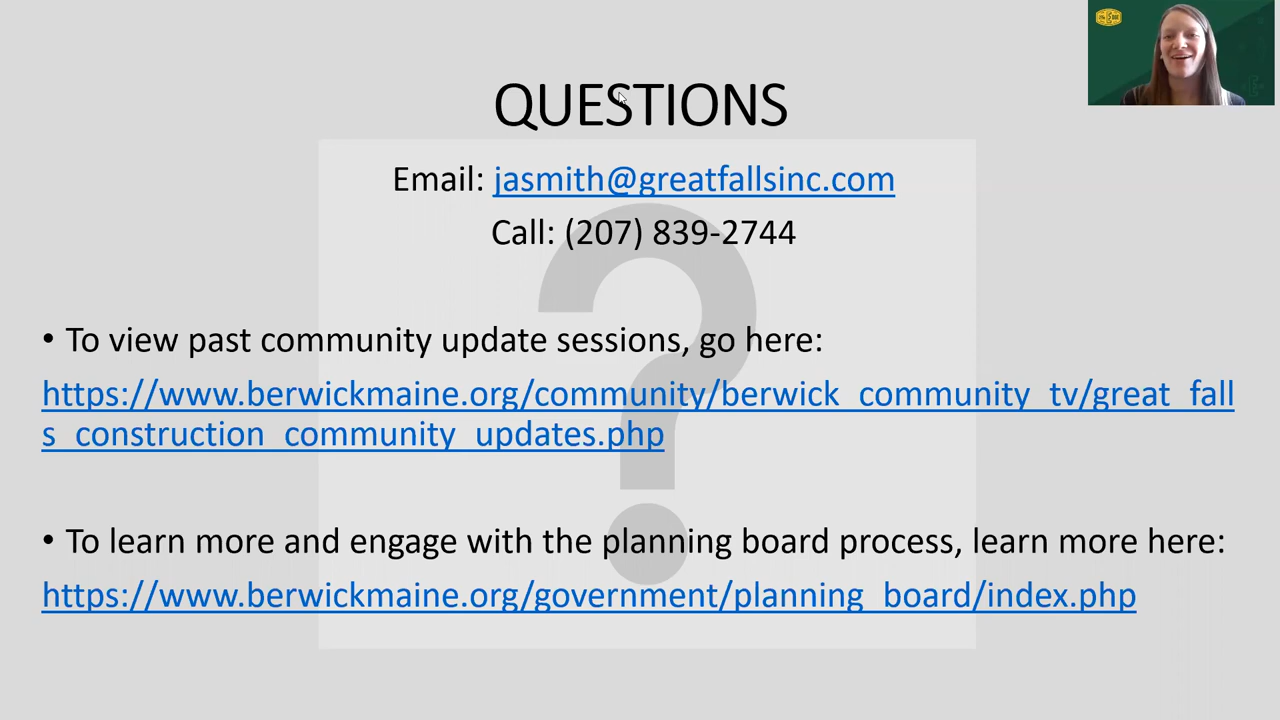 QUESTIONS
Email: jasmith@greatfallsinc.com
Call: (207) 839-2744
• To view past community update sessions, go here:
https://www.berwickmaine.org/community/berwick_community_tv/great_fall
s_construction_community_updates.php
• To learn more and engage with the planning board process, learn more here:
https://www.berwickmaine.org/government/planning_board/index.php